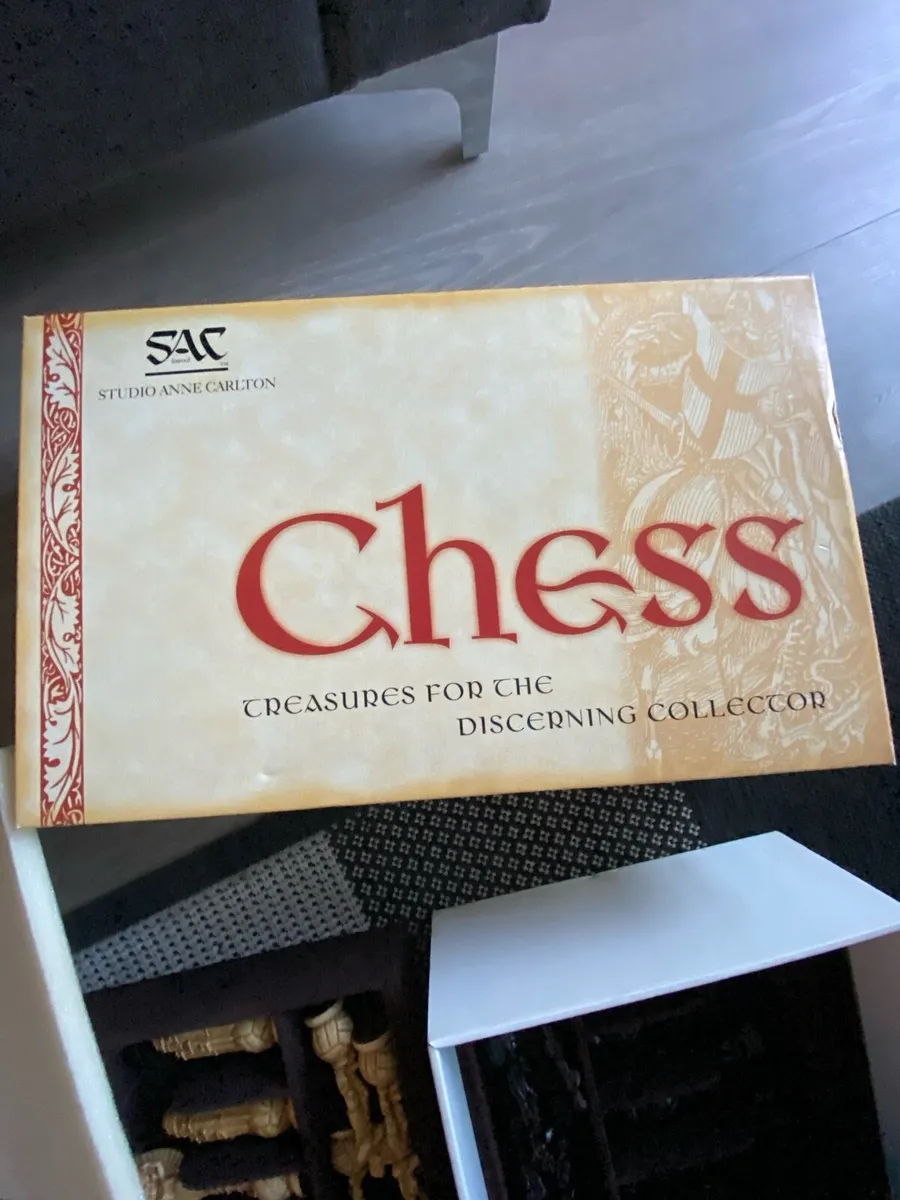 SAC
STUDIO ANNE CARLTON
Chess
TREASURES FOR THE
DISCERNING COLLECTOR